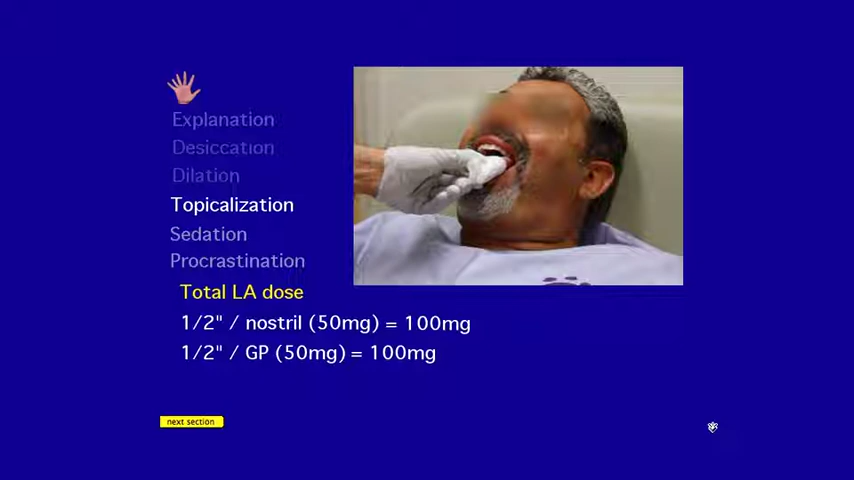 Explanation
Desiccation
Dilation
Topicalization
Sedation
Procrastination
Total LA dose
1/2" / nostril (50mg) = 100mg
1/2" / GP (50mg) = 100mg
next section